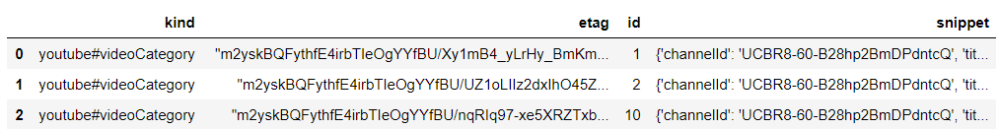 kind etag id snippet
0 youtube#videoCategory "m2yskBQFythfE4irbTIeOgYYfBU/Xy1mB4_yLrHy_BmKm... 1 {'channelId': 'UCBR8-60-B28hp2BmDPdntcQ', 'tit...
1 youtube#videoCategory "m2yskBQFythfE4irbTIeOgYYfBU/UZ1oLIIz2dxIhO45Z... 2 {'channelId': 'UCBR8-60-B28hp2BmDPdntcQ', 'tit...
2 youtube#videoCategory "m2yskBQFythfE4irbTIeOgYYfBU/nqRIq97-xe5XRZTxb... 10 {'channelId': 'UCBR8-60-B28hp2BmDPdntcQ', 'tit...